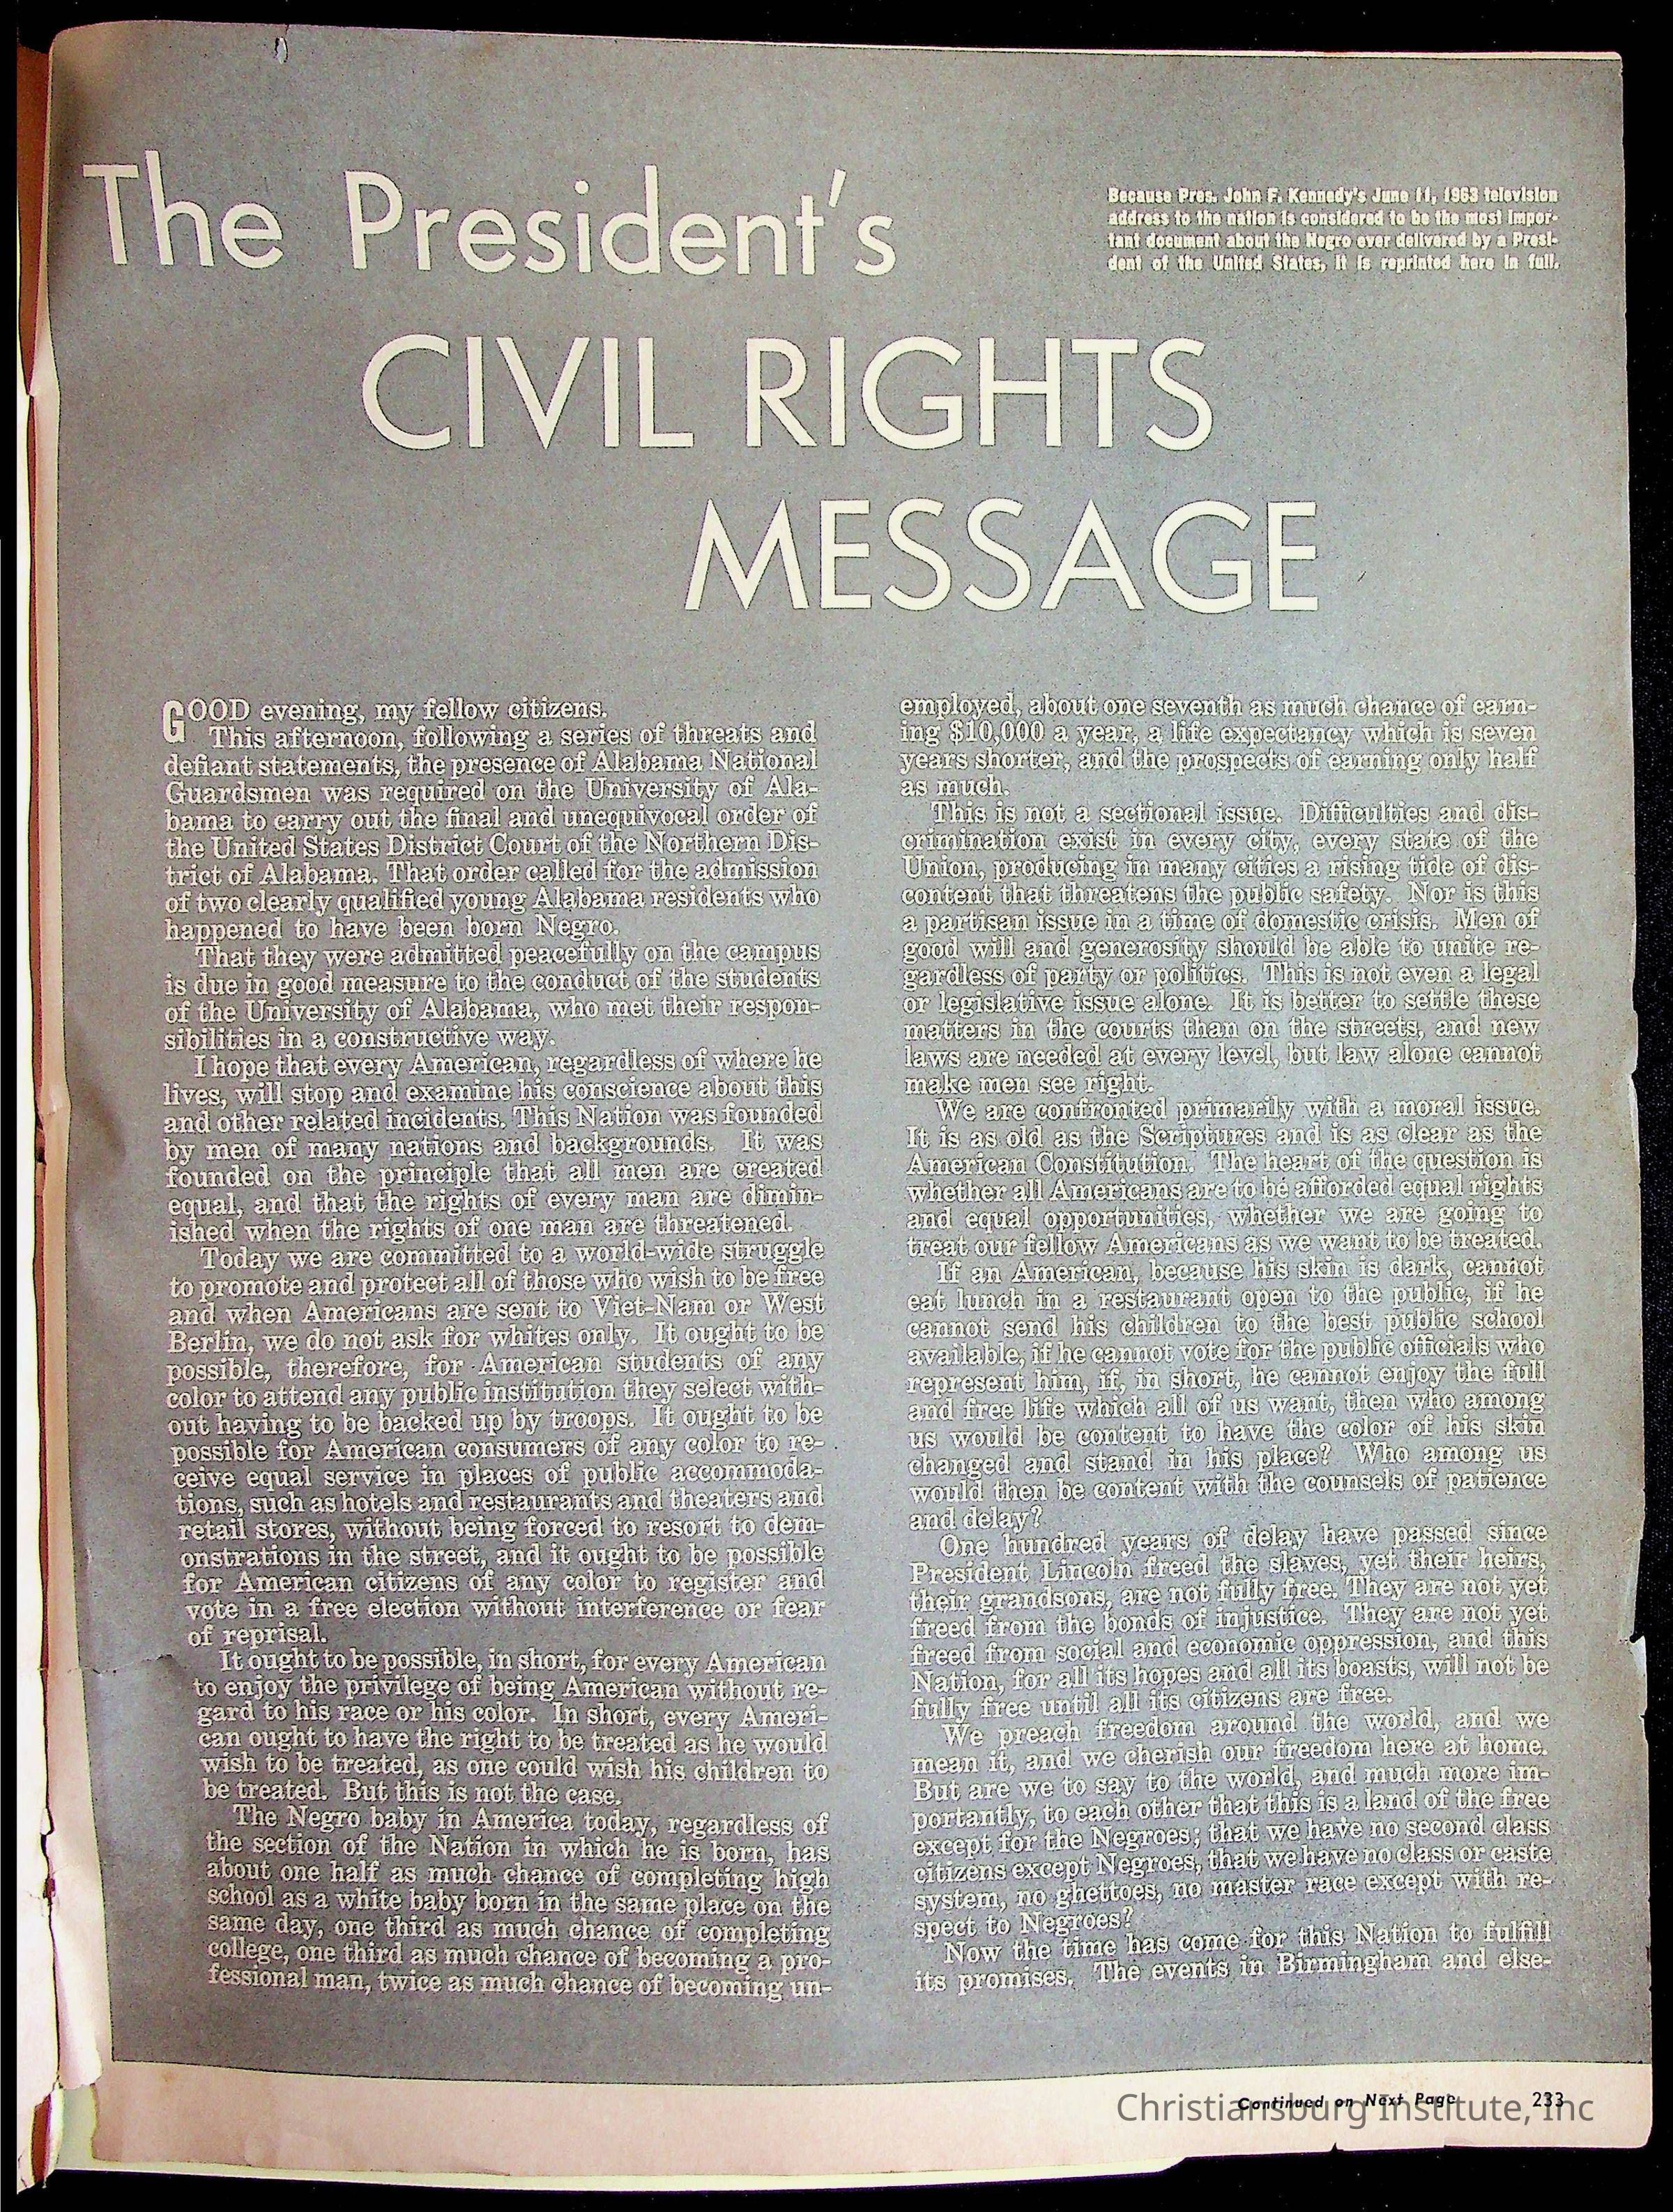 The President's
CIVIL RIGHTS
MESSAGE
Because Pres. John F. Kennedy's June 11, 1963 television
address to the nation is considered to be the most impor-
tant document about the Negro ever delivered by a Presi-
dent of the United States, it is reprinted here in full.
GOOD evening, my fellow citizens.
This afternoon, following a series of threats and
defiant statements, the presence of Alabama National
Guardsmen was required on the University of Ala-
bama to carry out the final and unequivocal order of
the United States District Court of the Northern Dis-
trict of Alabama. That order called for the admission
of two clearly qualified young Alabama residents who
happened to have been born Negro.
That they were admitted peacefully on the campus
is due in good measure to the conduct of the students
of the University of Alabama, who met their respon-
sibilities in a constructive way.
I hope that every American, regardless of where he
lives, will stop and examine his conscience about this
and other related incidents. This Nation was founded
by men of many nations and backgrounds. It was
founded on the principle that all men are created
equal, and that the rights of every man are dimin-
ished when the rights of one man are threatened.
Today we are committed to a world-wide struggle
to promote and protect all of those who wish to be free
and when Americans are sent to Viet-Nam or West
Berlin, we do not ask for whites only. It ought to be
possible, therefore, for American students of any
color to attend any public institution they select with-
out having to be backed up by troops. It ought to be
possible for American consumers of any color to re-
ceive equal service in places of public accommoda-
tions, such as hotels and restaurants and theaters and
retail stores, without being forced to resort to dem-
onstrations in the street, and it ought to be possible
for American citizens of any color to register and
vote in a free election without interference or fear
of reprisal.
It ought to be possible, in short, for every American
to enjoy the privilege of being American without re-
gard to his race or his color. In short, every Ameri-
can ought to have the right to be treated as he would
wish to be treated, as one could wish his children to
be treated. But this is not the case.
The Negro baby in America today, regardless of
the section of the Nation in which he is born, has
about one half as much chance of completing high
school as a white baby born in the same place on the
same day, one third as much chance of completing
college, one third as much chance of becoming a pro-
fessional man, twice as much chance of becoming un-
employed, about one seventh as much chance of earn-
ing $10,000 a year, a life expectancy which is seven
years shorter, and the prospects of earning only half
as much.
This is not a sectional issue. Difficulties and dis-
crimination exist in every city, every state of the
Union, producing in many cities a rising tide of dis-
content that threatens the public safety. Nor is this
a partisan issue in a time of domestic crisis. Men of
good will and generosity should be able to unite re-
gardless of party or politics. This is not even a legal
or legislative issue alone. It is better to settle these
matters in the courts than on the streets, and new
laws are needed at every level, but law alone cannot
make men see right.
We are confronted primarily with a moral issue.
It is as old as the Scriptures and is as clear as the
American Constitution. The heart of the question is
whether all Americans are to be afforded equal rights
and equal opportunities, whether we are going to
treat our fellow Americans as we want to be treated.
If an American, because his skin is dark, cannot
eat lunch in a restaurant open to the public, if he
cannot send his children to the best public school
available, if he cannot vote for the public officials who
represent him, if, in short, he cannot enjoy the full
and free life which all of us want, then who among
us would be content to have the color of his skin
changed and stand in his place? Who among us
would then be content with the counsels of patience
and delay?
One hundred years of delay have passed since
President Lincoln freed the slaves, yet their heirs,
their grandsons, are not fully free. They are not yet
freed from the bonds of injustice. They are not yet
freed from social and economic oppression, and this
Nation, for all its hopes and all its boasts, will not be
fully free until all its citizens are free.
We preach freedom around the world, and we
mean it, and we cherish our freedom here at home.
But are we to say to the world, and much more im-
portantly, to each other that this is a land of the free
except for the Negroes; that we have no second class
citizens except Negroes, that we have no class or caste
system, no ghettoes, no master race except with re-
spect to Negroes?
Now the time has come for this Nation to fulfill
its promises. The events in Birmingham and else-
Continued on Next Page 233
Christiansburg Institute, Inc